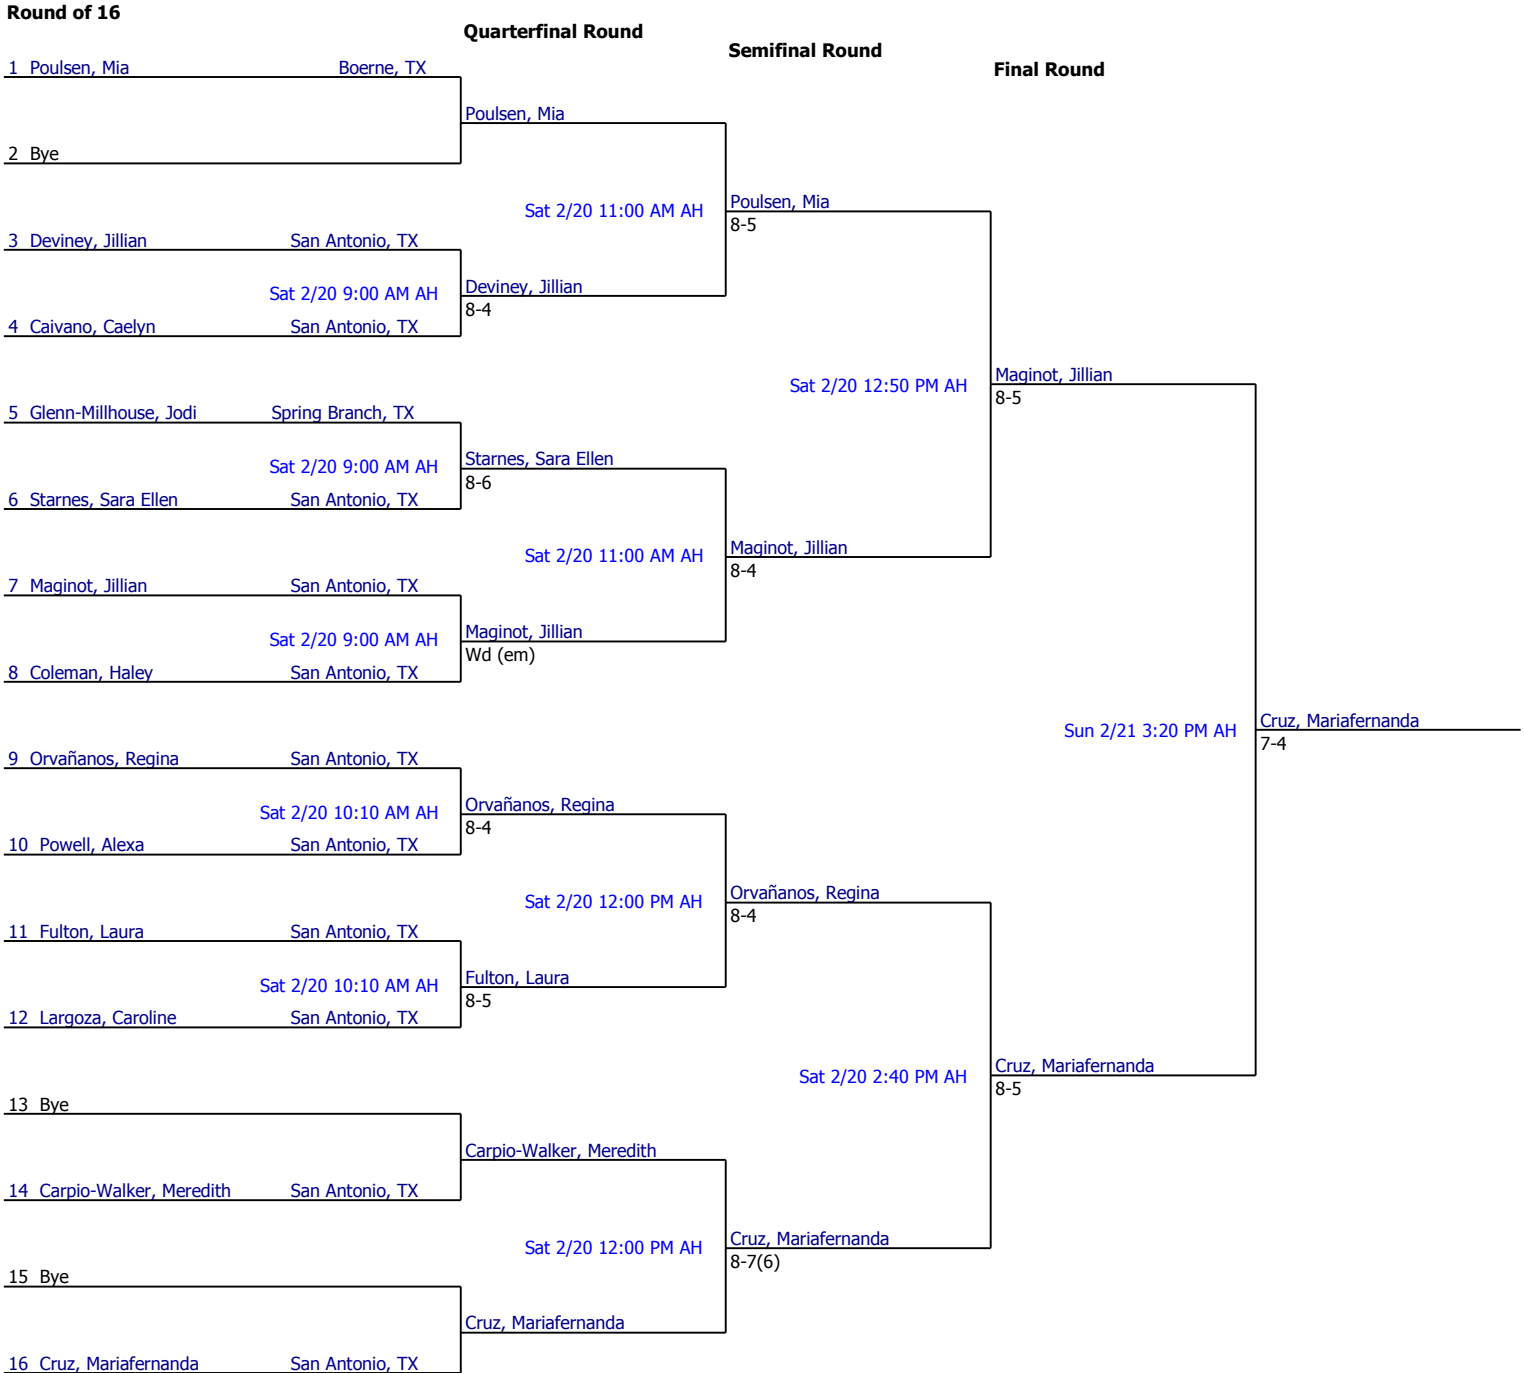 Round of 16
Quarterfinal Round
Semifinal Round
Final Round
1 Poulsen, Mia Boerne, TX
Poulsen, Mia
2 Bye
Sat 2/20 11:00 AM AH Poulsen, Mia
8-5
3 Deviney, Jillian San Antonio, TX
Sat 2/20 9:00 AM AH Deviney, Jillian
8-4
4 Caivano, Caelyn San Antonio, TX
Sat 2/20 12:50 PM AH Maginot, Jillian
8-5
5 Glenn-Millhouse, Jodi Spring Branch, TX
Sat 2/20 9:00 AM AH Starnes, Sara Ellen
8-6
6 Starnes, Sara Ellen San Antonio, TX
Sat 2/20 11:00 AM AH Maginot, Jillian
8-4
7 Maginot, Jillian San Antonio, TX
Sat 2/20 9:00 AM AH Maginot, Jillian
Wd (em)
8 Coleman, Haley San Antonio, TX
Sun 2/21 3:20 PM AH Cruz, Mariafernanda
7-4
9 Orvañanos, Regina San Antonio, TX
Sat 2/20 10:10 AM AH Orvañanos, Regina
8-4
10 Powell, Alexa San Antonio, TX
Sat 2/20 12:00 PM AH Orvañanos, Regina
8-4
11 Fulton, Laura San Antonio, TX
Sat 2/20 10:10 AM AH Fulton, Laura
8-5
12 Largoza, Caroline San Antonio, TX
Sat 2/20 2:40 PM AH Cruz, Mariafernanda
8-5
13 Bye
Carpio-Walker, Meredith
14 Carpio-Walker, Meredith San Antonio, TX
Sat 2/20 12:00 PM AH Cruz, Mariafernanda
8-7(6)
15 Bye
Cruz, Mariafernanda
16 Cruz, Mariafernanda San Antonio, TX